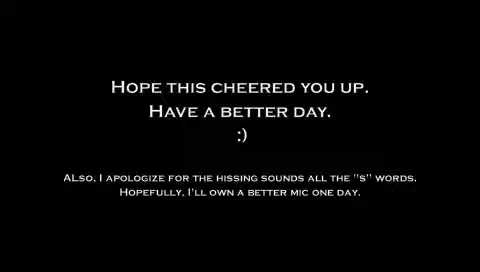 Hope this cheered you up.
Have a better day.
:)
Also, I apologize for the hissing sounds all the "s" words.
Hopefully, I'll own a better mic one day.